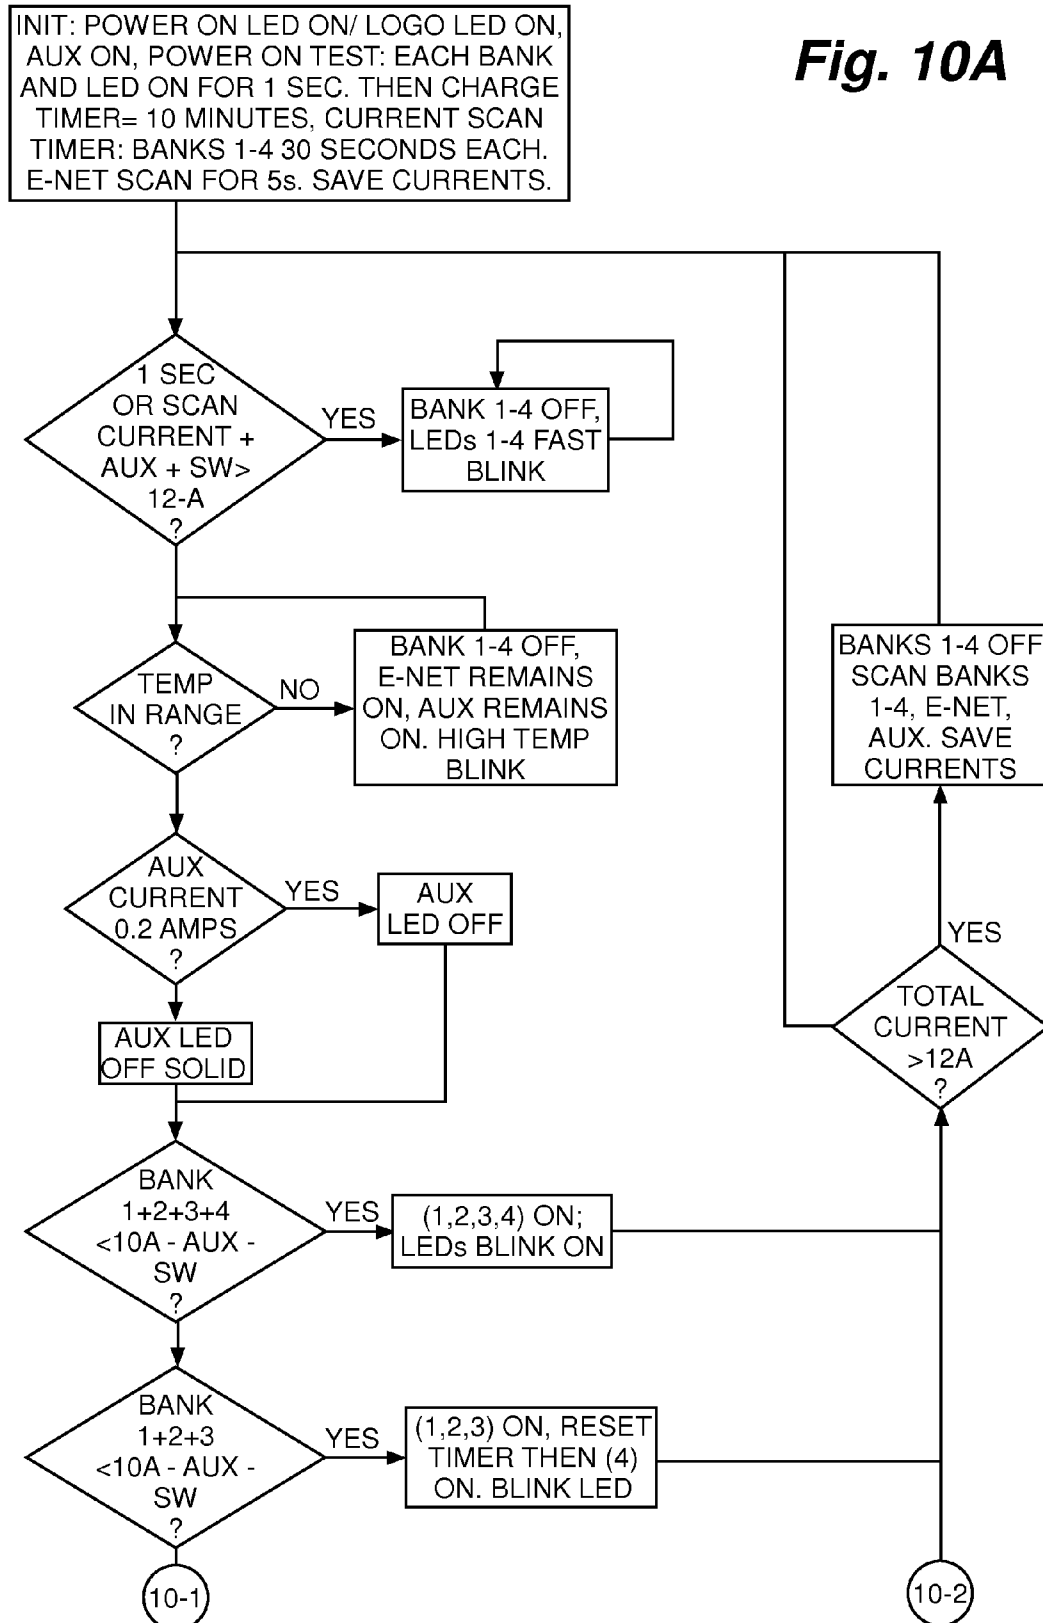 INIT: POWER ON LED ON/ LOGO LED ON,
AUX ON, POWER ON TEST: EACH BANK
AND LED ON FOR 1 SEC. THEN CHARGE
TIMER= 10 MINUTES, CURRENT SCAN
TIMER: BANKS 1-4 30 SECONDS EACH.
E-NET SCAN FOR 5s. SAVE CURRENTS.
Fig. 10A
1 SEC
OR SCAN
CURRENT +
AUX + SW>
12-A
?
YES
BANK 1-4 OFF,
LEDs 1-4 FAST
BLINK
TEMP
IN RANGE
?
NO
BANK 1-4 OFF,
E-NET REMAINS
ON, AUX REMAINS
ON. HIGH TEMP
BLINK
BANKS 1-4 OFF
SCAN BANKS
1-4, E-NET,
AUX. SAVE
CURRENTS
AUX
CURRENT
0.2 AMPS
?
YES
AUX
LED OFF
YES
TOTAL
CURRENT
>12A
?
AUX LED
OFF SOLID
BANK
1+2+3+4
<10A - AUX -
SW
?
YES
(1,2,3,4) ON;
LEDs BLINK ON
BANK
1+2+3
<10A - AUX -
SW
?
YES
(1,2,3) ON, RESET
TIMER THEN (4)
ON. BLINK LED
10-1
10-2